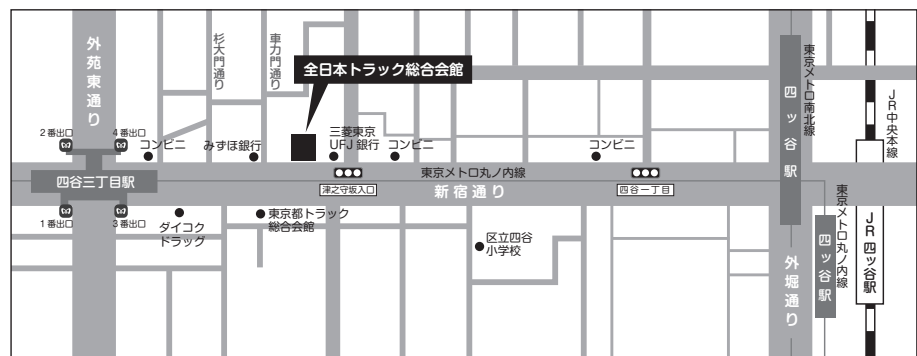 外苑東通り
杉大門通り
車力門通り
全日本トラック総合会館
2番出口
4番出口
コンビニ
みずほ銀行
三菱東京
UFJ銀行
コンビニ
コンビニ
東京メトロ丸ノ内線
四谷三丁目駅
津之守坂入口
新宿通り
四谷一丁目
1番出口
3番出口
ダイコク
ドラッグ
東京都トラック
総合会館
区立四谷
小学校
四ッ谷駅
東京メトロ南北線
JR中央本線
外堀通り
四ッ谷駅
東京メトロ丸ノ内線
JR四ッ谷駅